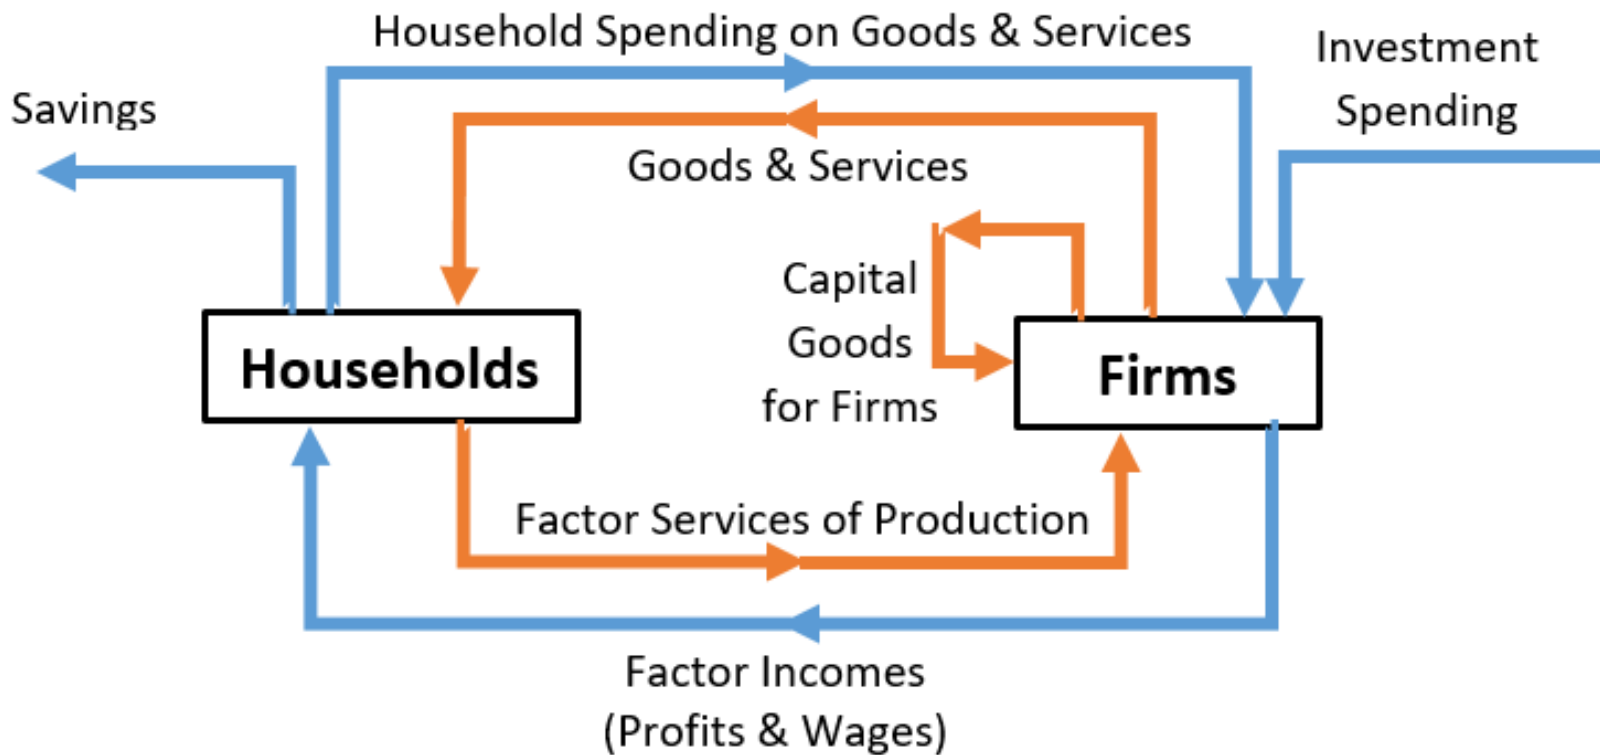 Household Spending on Goods & Services
Investment
Spending
Savings
Goods & Services
Capital
Goods
for Firms
Households
Firms
Factor Services of Production
Factor Incomes
(Profits & Wages)